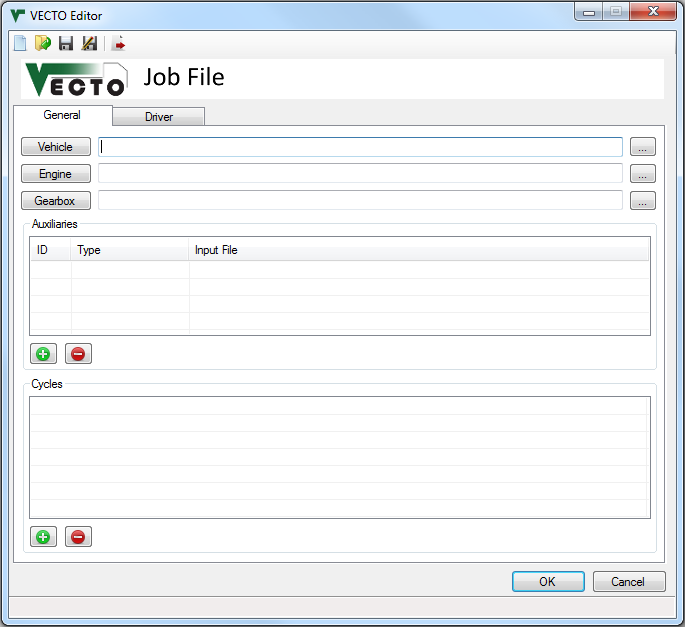 VECTO Editor
VECTO Job File
General Driver
Vehicle ...
Engine ...
Gearbox ...
Auxiliaries
ID Type Input File
Cycles
OK Cancel